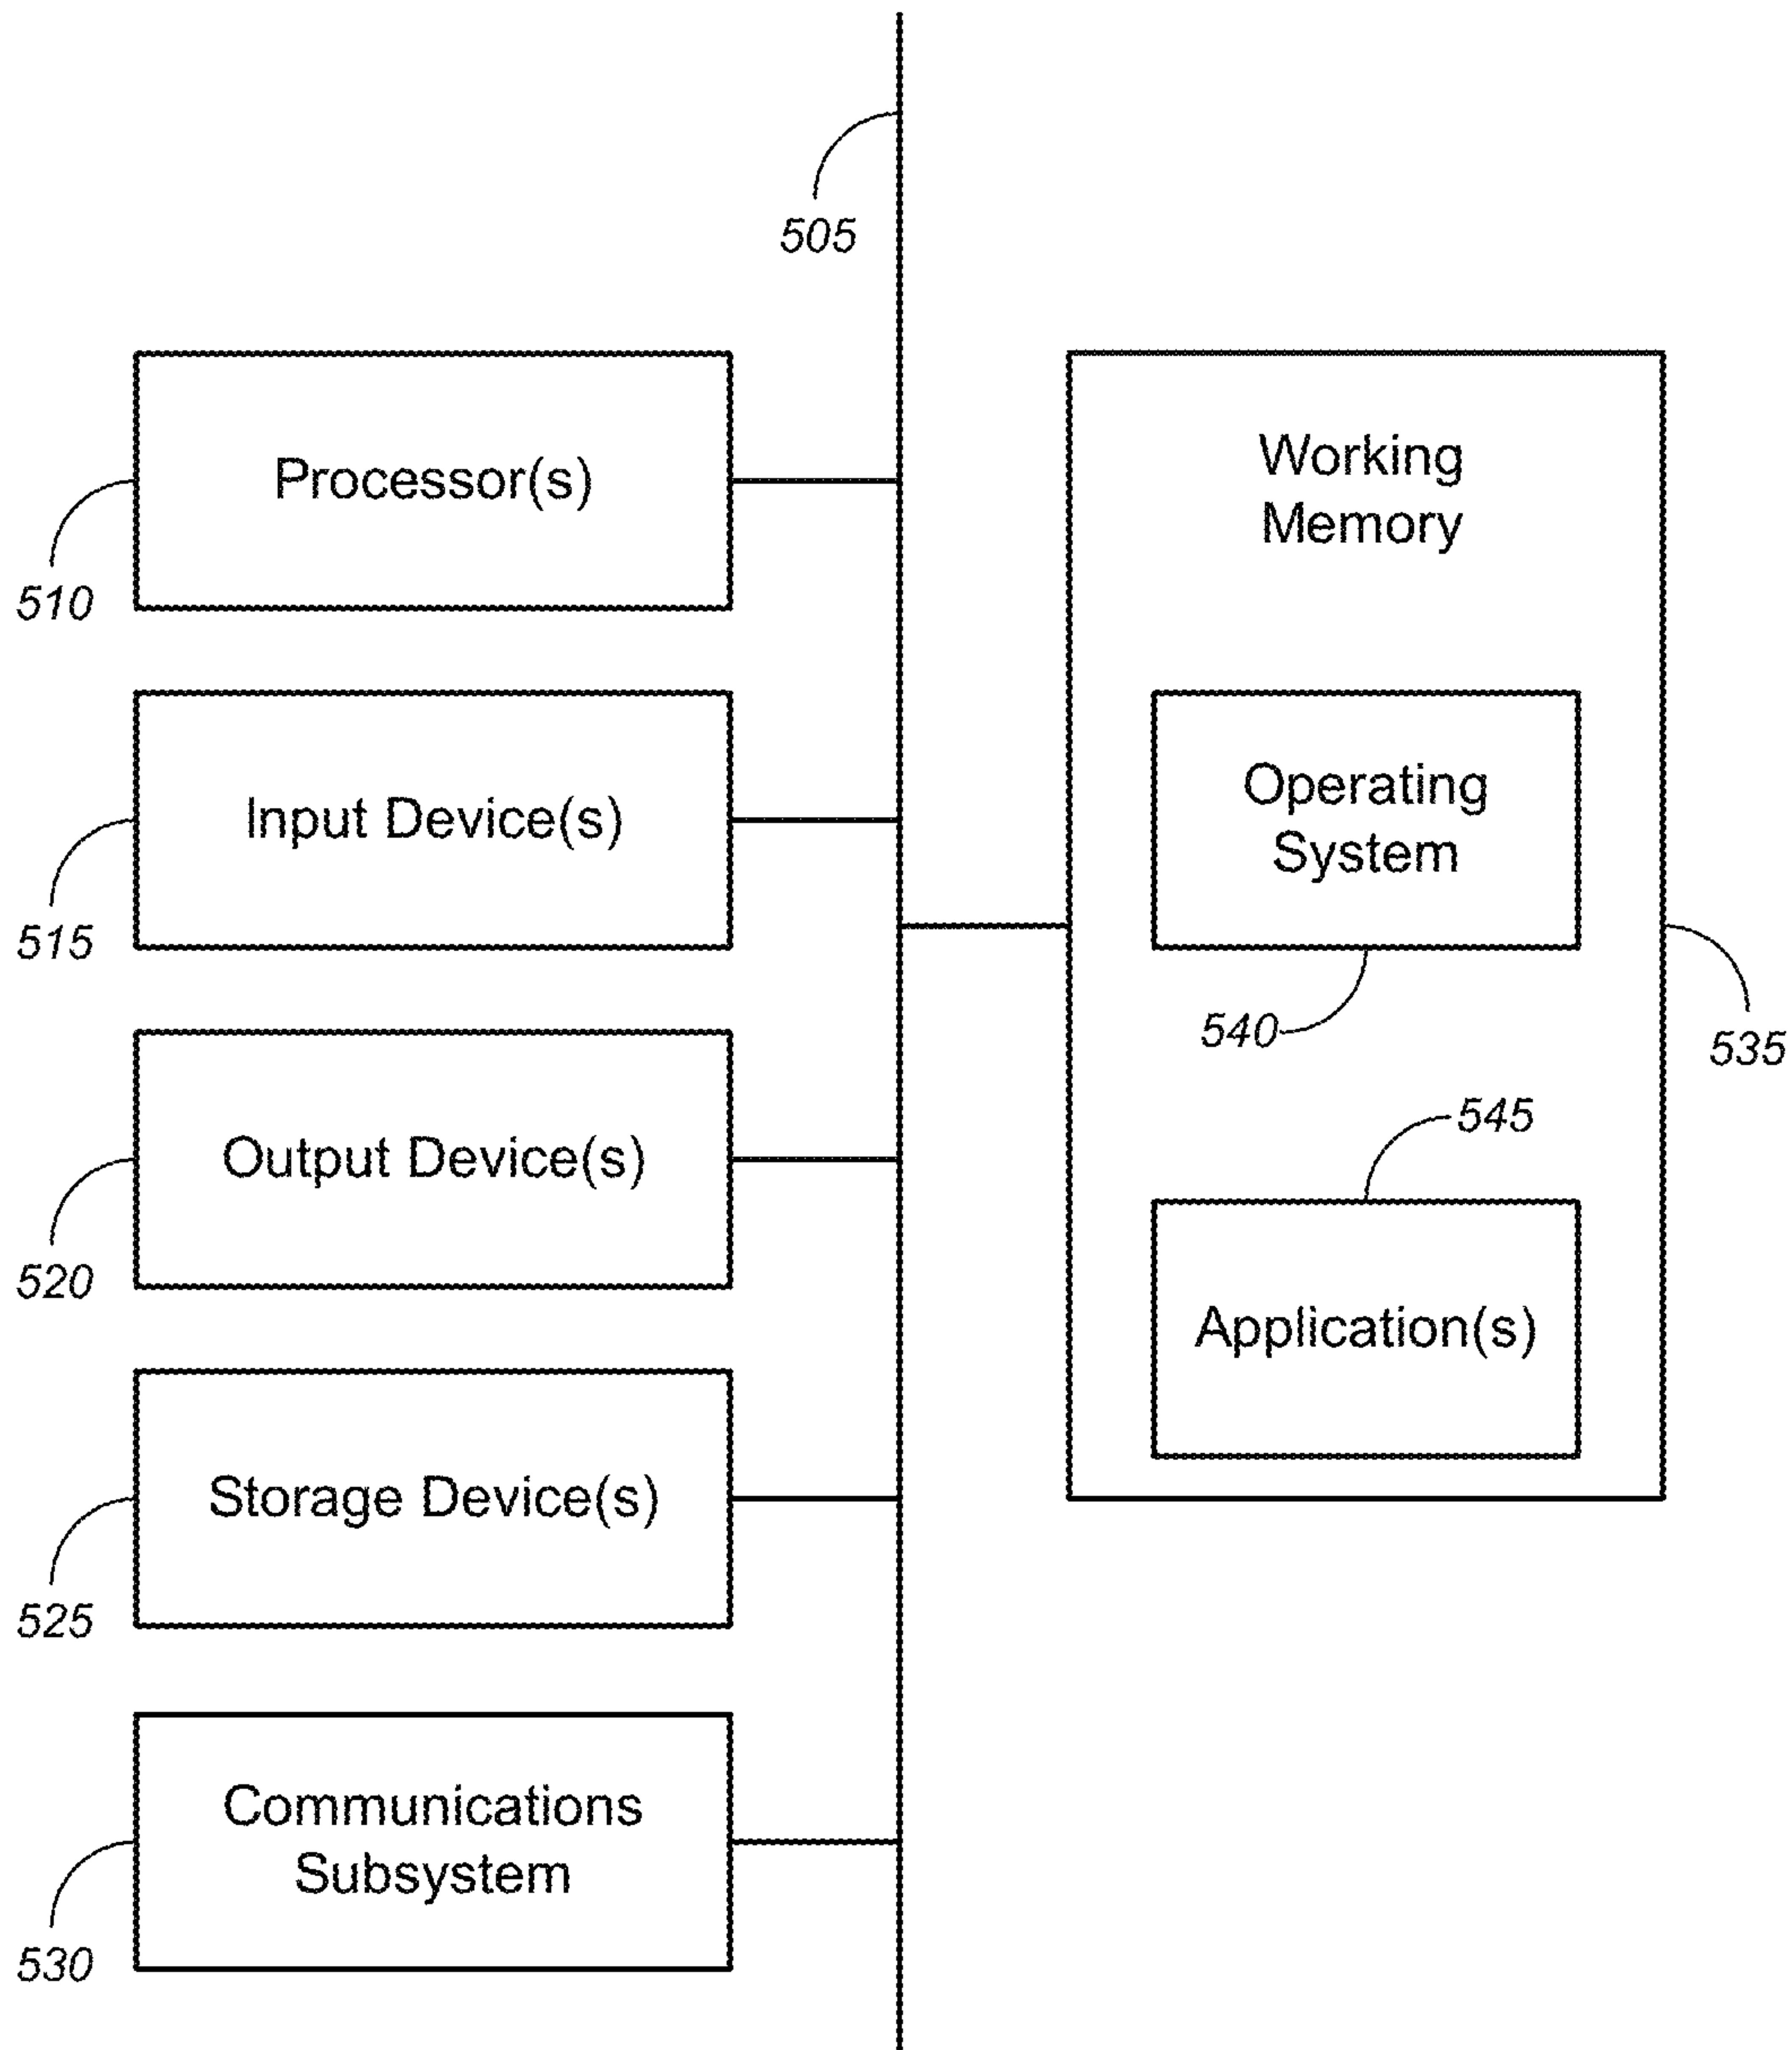 505
Processor(s)
510
Input Device(s)
515
Output Device(s)
520
Storage Device(s)
525
Communications
Subsystem
530
Working
Memory
Operating
System
540
535
545
Application(s)